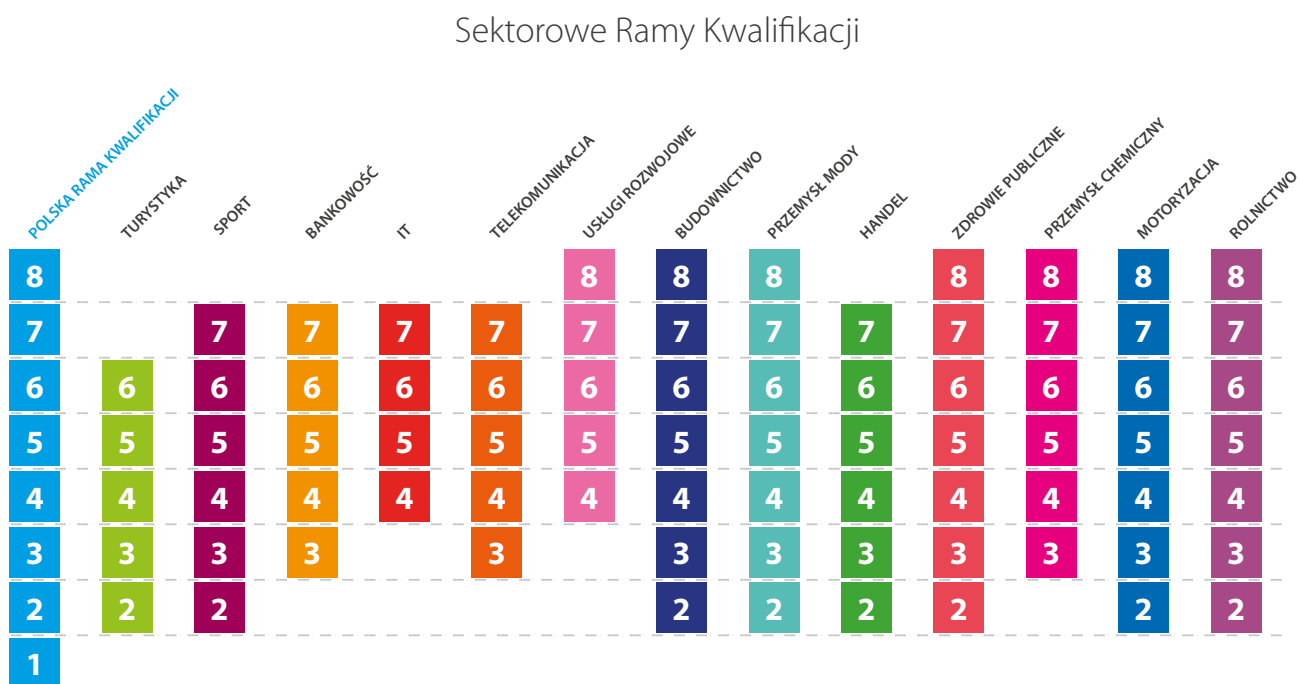 Sektorowe Ramy Kwalifikacji
POLSKA RAMA KWALIFIKACJI
TURYSTYKA
SPORT
BANKOWOŚĆ
IT
TELEKOMUNIKACJA
USŁUGI ROZWOJOWE
BUDOWNICTWO
PRZEMYSŁ MODY
HANDEL
ZDROWIE PUBLICZNE
PRZEMYSŁ CHEMICZNY
MOTORYZACJA
ROLNICTWO
8 8 8 8 8 8 8 8
7 7 7 7 7 7 7 7 7 7 7 7 7
6 6 6 6 6 6 6 6 6 6 6 6 6 6
5 5 5 5 5 5 5 5 5 5 5 5 5 5
4 4 4 4 4 4 4 4 4 4 4 4 4 4
3 3 3 3 3 3 3 3 3 3 3 3
2 2 2 2 2 2 2 2 2
1